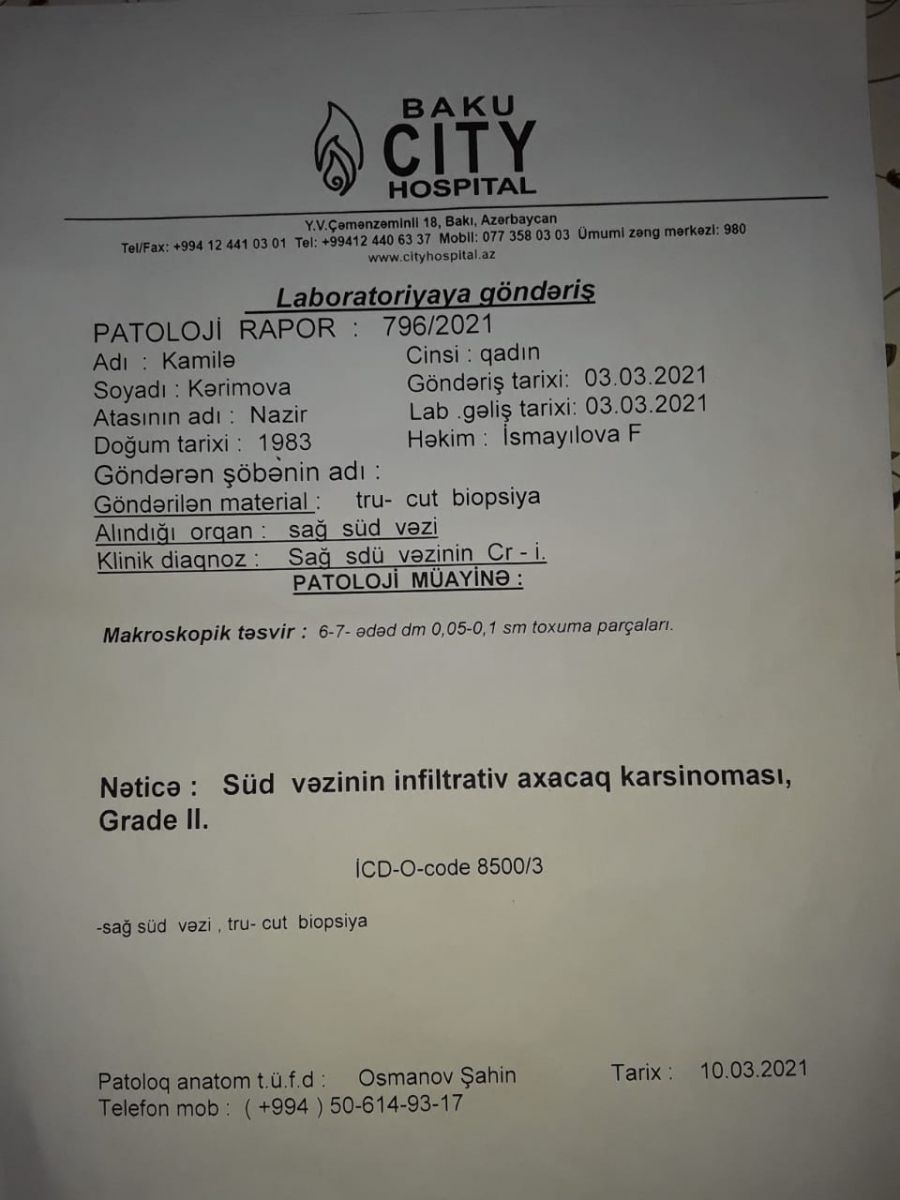 BAKU
CITY
HOSPITAL
Y.V.Çəmənzəminli 18, Bakı, Azərbaycan
Tel/Fax: +994 12 441 03 01 Tel: +99412 440 63 37 Mobil: 077 358 03 03 Ümumi zəng mərkəzi: 980
www.cityhospital.az
Laboratoriyaya göndəriş
PATOLOJİ RAPOR : 796/2021
Adı : Kamilə Cinsi : qadın
Soyadı : Kərimova Göndəriş tarixi: 03.03.2021
Atasının adı : Nazir Lab .gəliş tarixi: 03.03.2021
Doğum tarixi : 1983 Həkim : İsmayılova F
Göndərən şöbənin adı :
Göndərilən material : tru- cut biopsiya
Alındığı orqan : sağ süd vəzi
Klinik diaqnoz : Sağ sdü vəzinin Cr - i.
PATOLOJİ MÜAYİNƏ :
Makroskopik təsvir : 6-7- ədəd dm 0,05-0,1 sm toxuma parçaları.
Nəticə : Süd vəzinin infiltrativ axacaq karsinoması,
Grade II.
İCD-O-code 8500/3
-sağ süd vəzi , tru- cut biopsiya
Patoloq anatom t.ü.f.d : Osmanov Şahin Tarix : 10.03.2021
Telefon mob : ( +994 ) 50-614-93-17